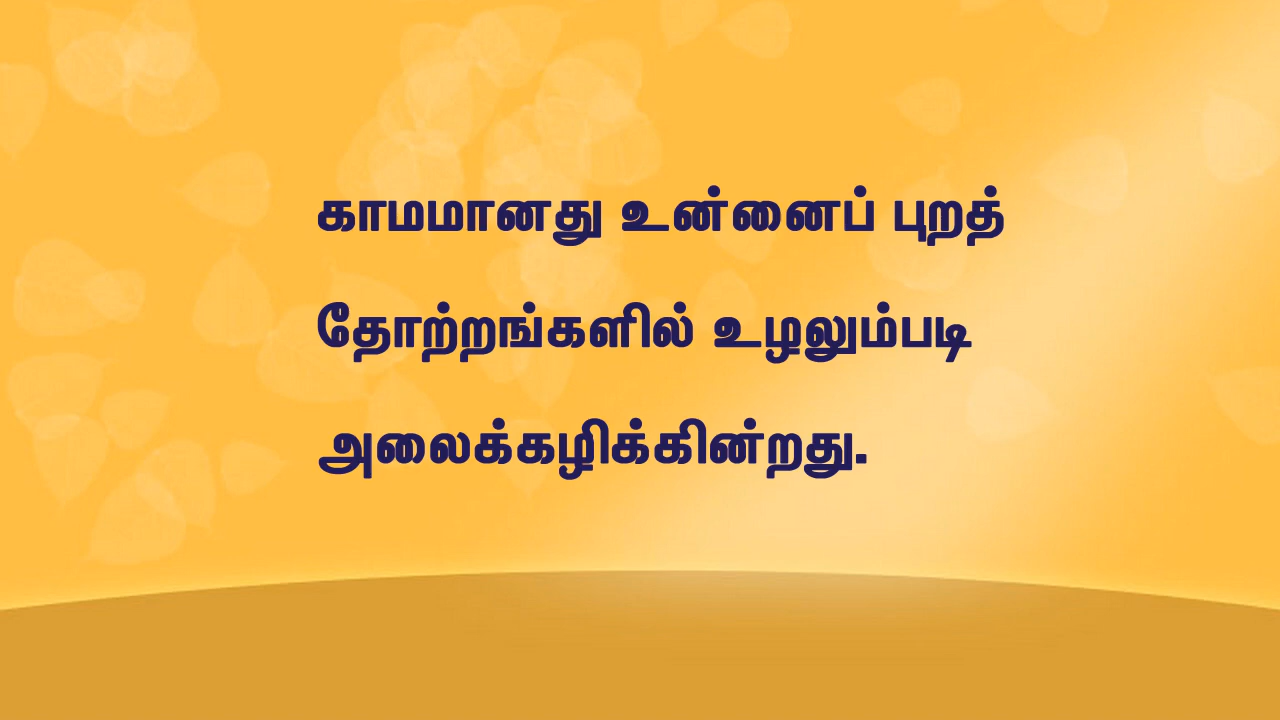 காமமானது உன்னைப் புறத்
தோற்றங்களில் உழலும்படி
அலைக்கழிக்கின்றது.